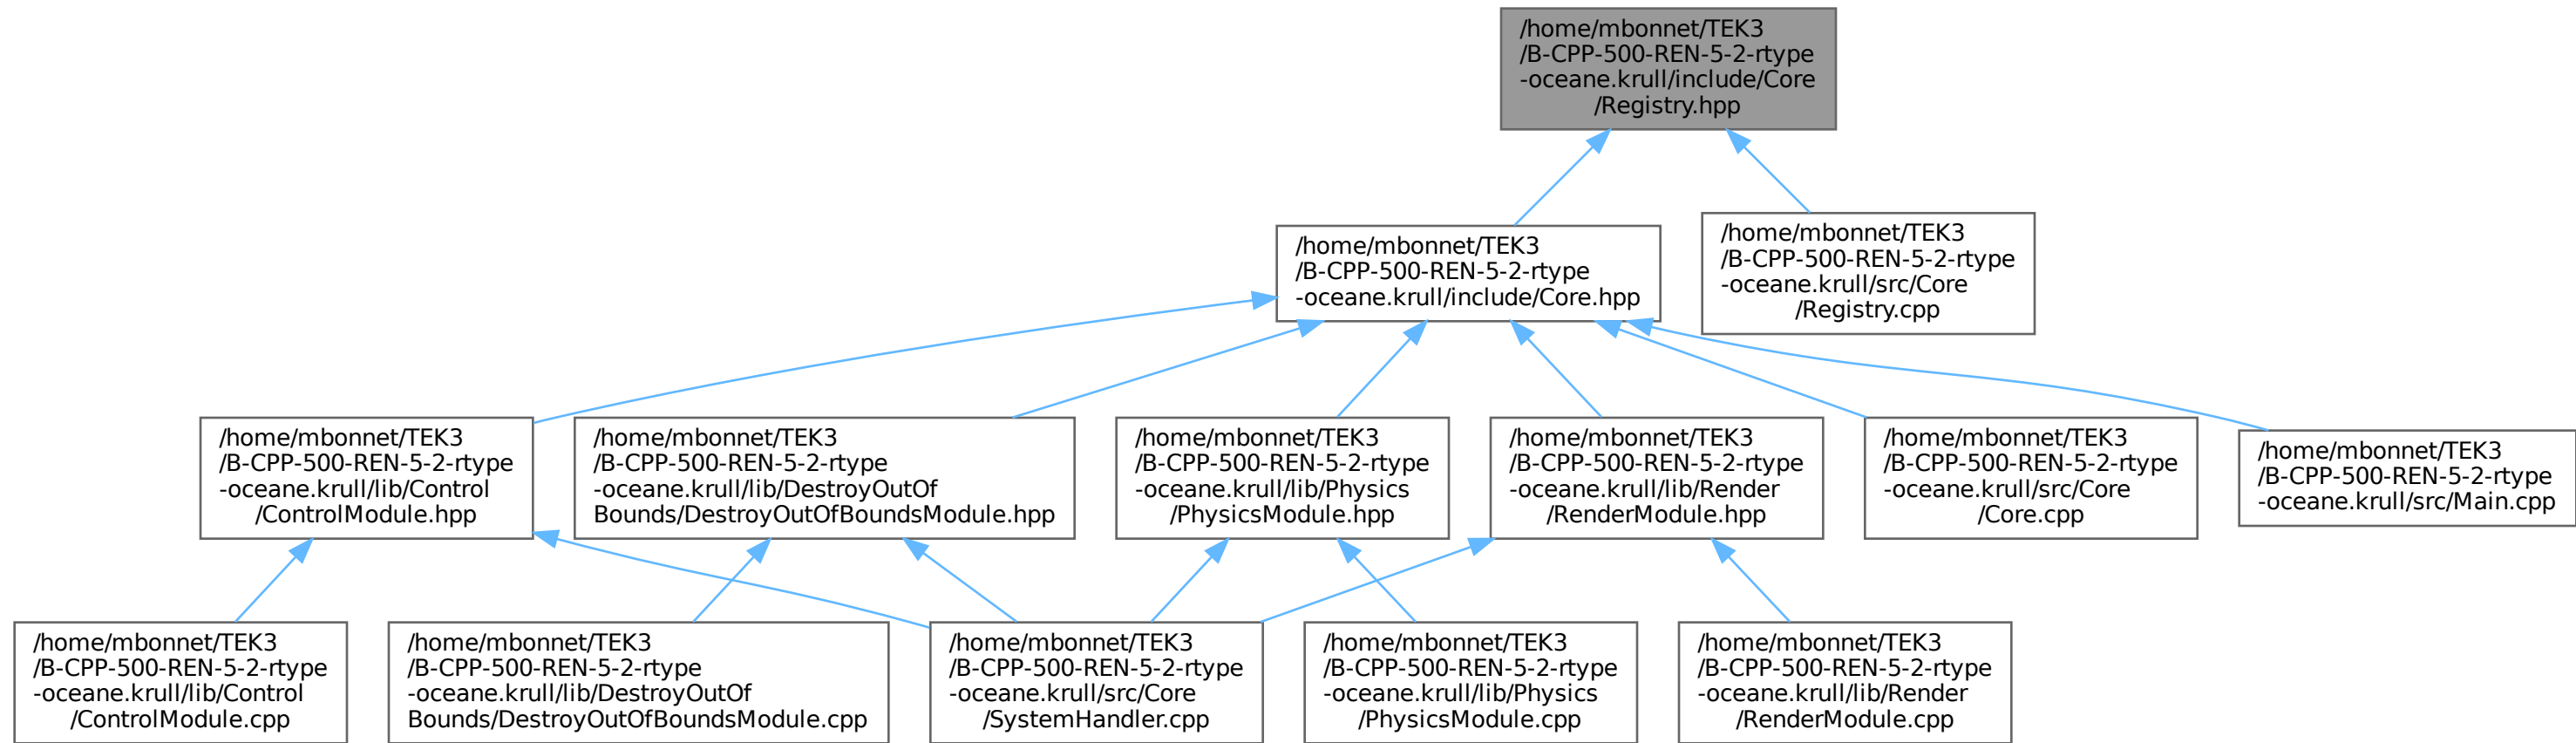 /home/mbonnet/TEK3
/B-CPP-500-REN-5-2-rtype
-oceane.krull/include/Core
/Registry.hpp
/home/mbonnet/TEK3
/B-CPP-500-REN-5-2-rtype
-oceane.krull/include/Core.hpp
/home/mbonnet/TEK3
/B-CPP-500-REN-5-2-rtype
-oceane.krull/src/Core
/Registry.cpp
/home/mbonnet/TEK3
/B-CPP-500-REN-5-2-rtype
-oceane.krull/lib/Control
/ControlModule.hpp
/home/mbonnet/TEK3
/B-CPP-500-REN-5-2-rtype
-oceane.krull/lib/DestroyOutOf
Bounds/DestroyOutOfBoundsModule.hpp
/home/mbonnet/TEK3
/B-CPP-500-REN-5-2-rtype
-oceane.krull/lib/Physics
/PhysicsModule.hpp
/home/mbonnet/TEK3
/B-CPP-500-REN-5-2-rtype
-oceane.krull/lib/Render
/RenderModule.hpp
/home/mbonnet/TEK3
/B-CPP-500-REN-5-2-rtype
-oceane.krull/src/Core
/Core.cpp
/home/mbonnet/TEK3
/B-CPP-500-REN-5-2-rtype
-oceane.krull/src/Main.cpp
/home/mbonnet/TEK3
/B-CPP-500-REN-5-2-rtype
-oceane.krull/lib/Control
/ControlModule.cpp
/home/mbonnet/TEK3
/B-CPP-500-REN-5-2-rtype
-oceane.krull/lib/DestroyOutOf
Bounds/DestroyOutOfBoundsModule.cpp
/home/mbonnet/TEK3
/B-CPP-500-REN-5-2-rtype
-oceane.krull/src/Core
/SystemHandler.cpp
/home/mbonnet/TEK3
/B-CPP-500-REN-5-2-rtype
-oceane.krull/lib/Physics
/PhysicsModule.cpp
/home/mbonnet/TEK3
/B-CPP-500-REN-5-2-rtype
-oceane.krull/lib/Render
/RenderModule.cpp